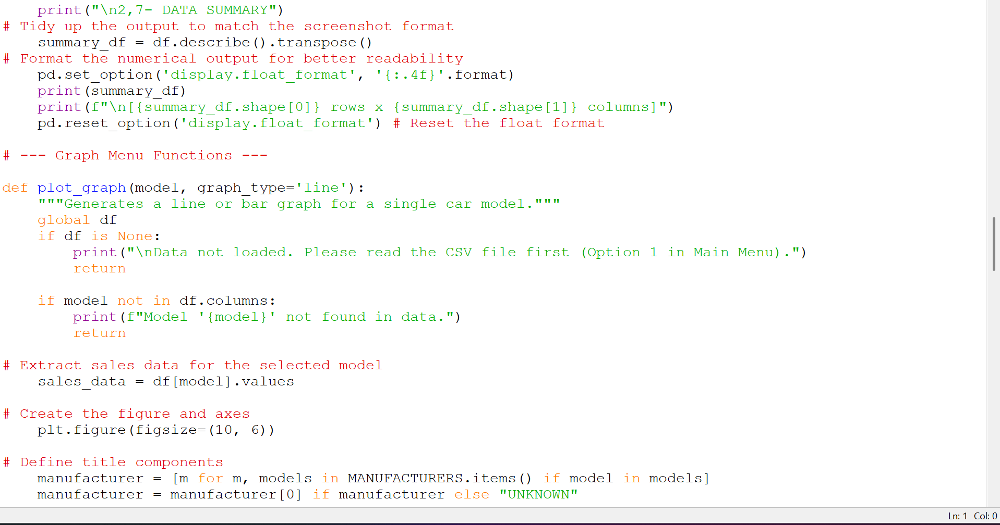 print("\n2,7- DATA SUMMARY")
# Tidy up the output to match the screenshot format
    summary_df = df.describe().transpose()
# Format the numerical output for better readability
    pd.set_option('display.float_format', '{:.4f}'.format)
    print(summary_df)
    print(f"\n[{summary_df.shape[0]} rows x {summary_df.shape[1]} columns]")
    pd.reset_option('display.float_format') # Reset the float format

# --- Graph Menu Functions ---

def plot_graph(model, graph_type='line'):
    """Generates a line or bar graph for a single car model."""
    global df
    if df is None:
        print("\nData not loaded. Please read the CSV file first (Option 1 in Main Menu).")
        return

    if model not in df.columns:
        print(f"Model '{model}' not found in data.")
        return

# Extract sales data for the selected model
    sales_data = df[model].values

# Create the figure and axes
    plt.figure(figsize=(10, 6))

# Define title components
    manufacturer = [m for m, models in MANUFACTURERS.items() if model in models]
    manufacturer = manufacturer[0] if manufacturer else "UNKNOWN"
Ln: 1 Col: 0